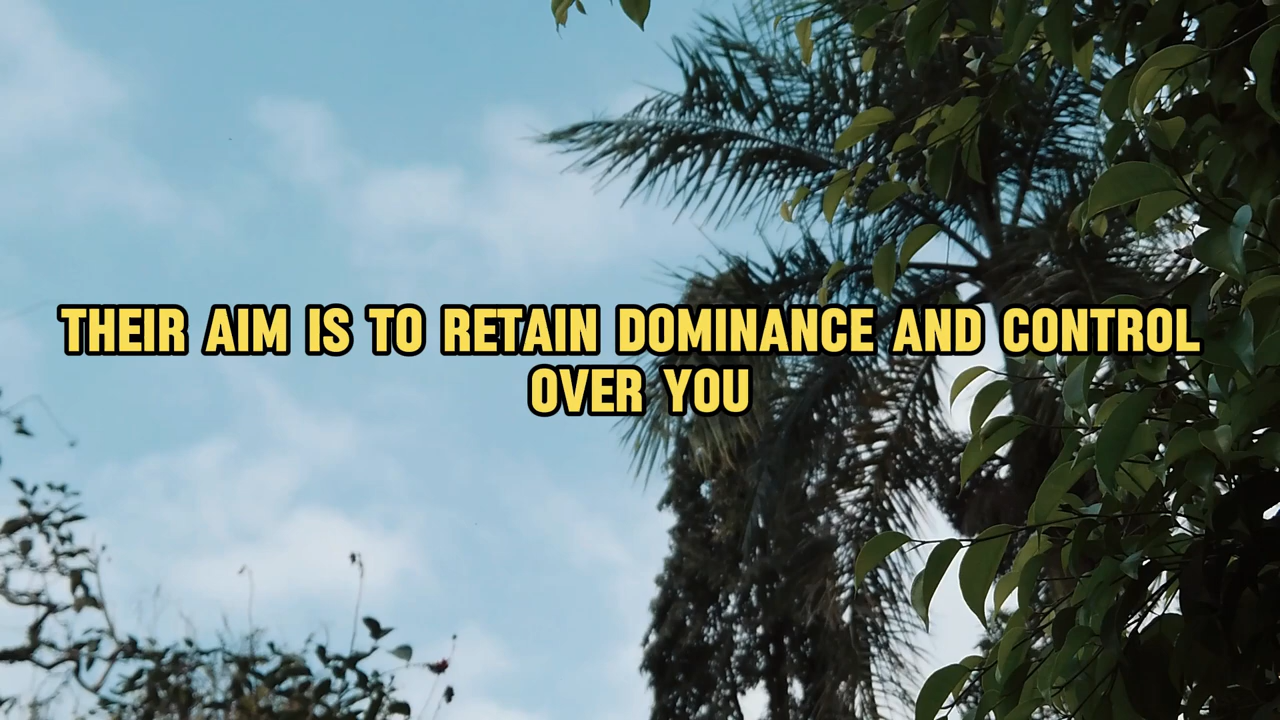 THEIR AIM IS TO RETAIN DOMINANCE AND CONTROL
OVER YOU